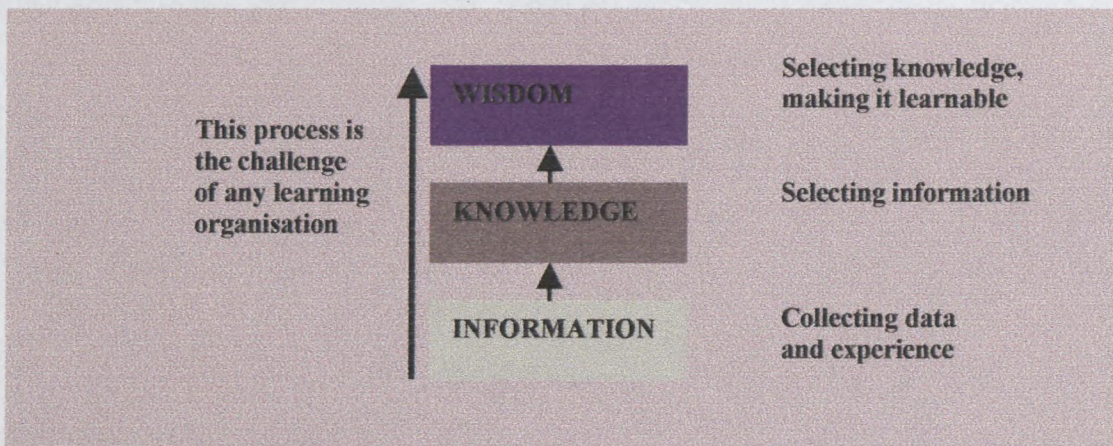 This process is
the challenge
of any learning
organisation
WISDOM
Selecting knowledge,
making it learnable
KNOWLEDGE
Selecting information
INFORMATION
Collecting data
and experience